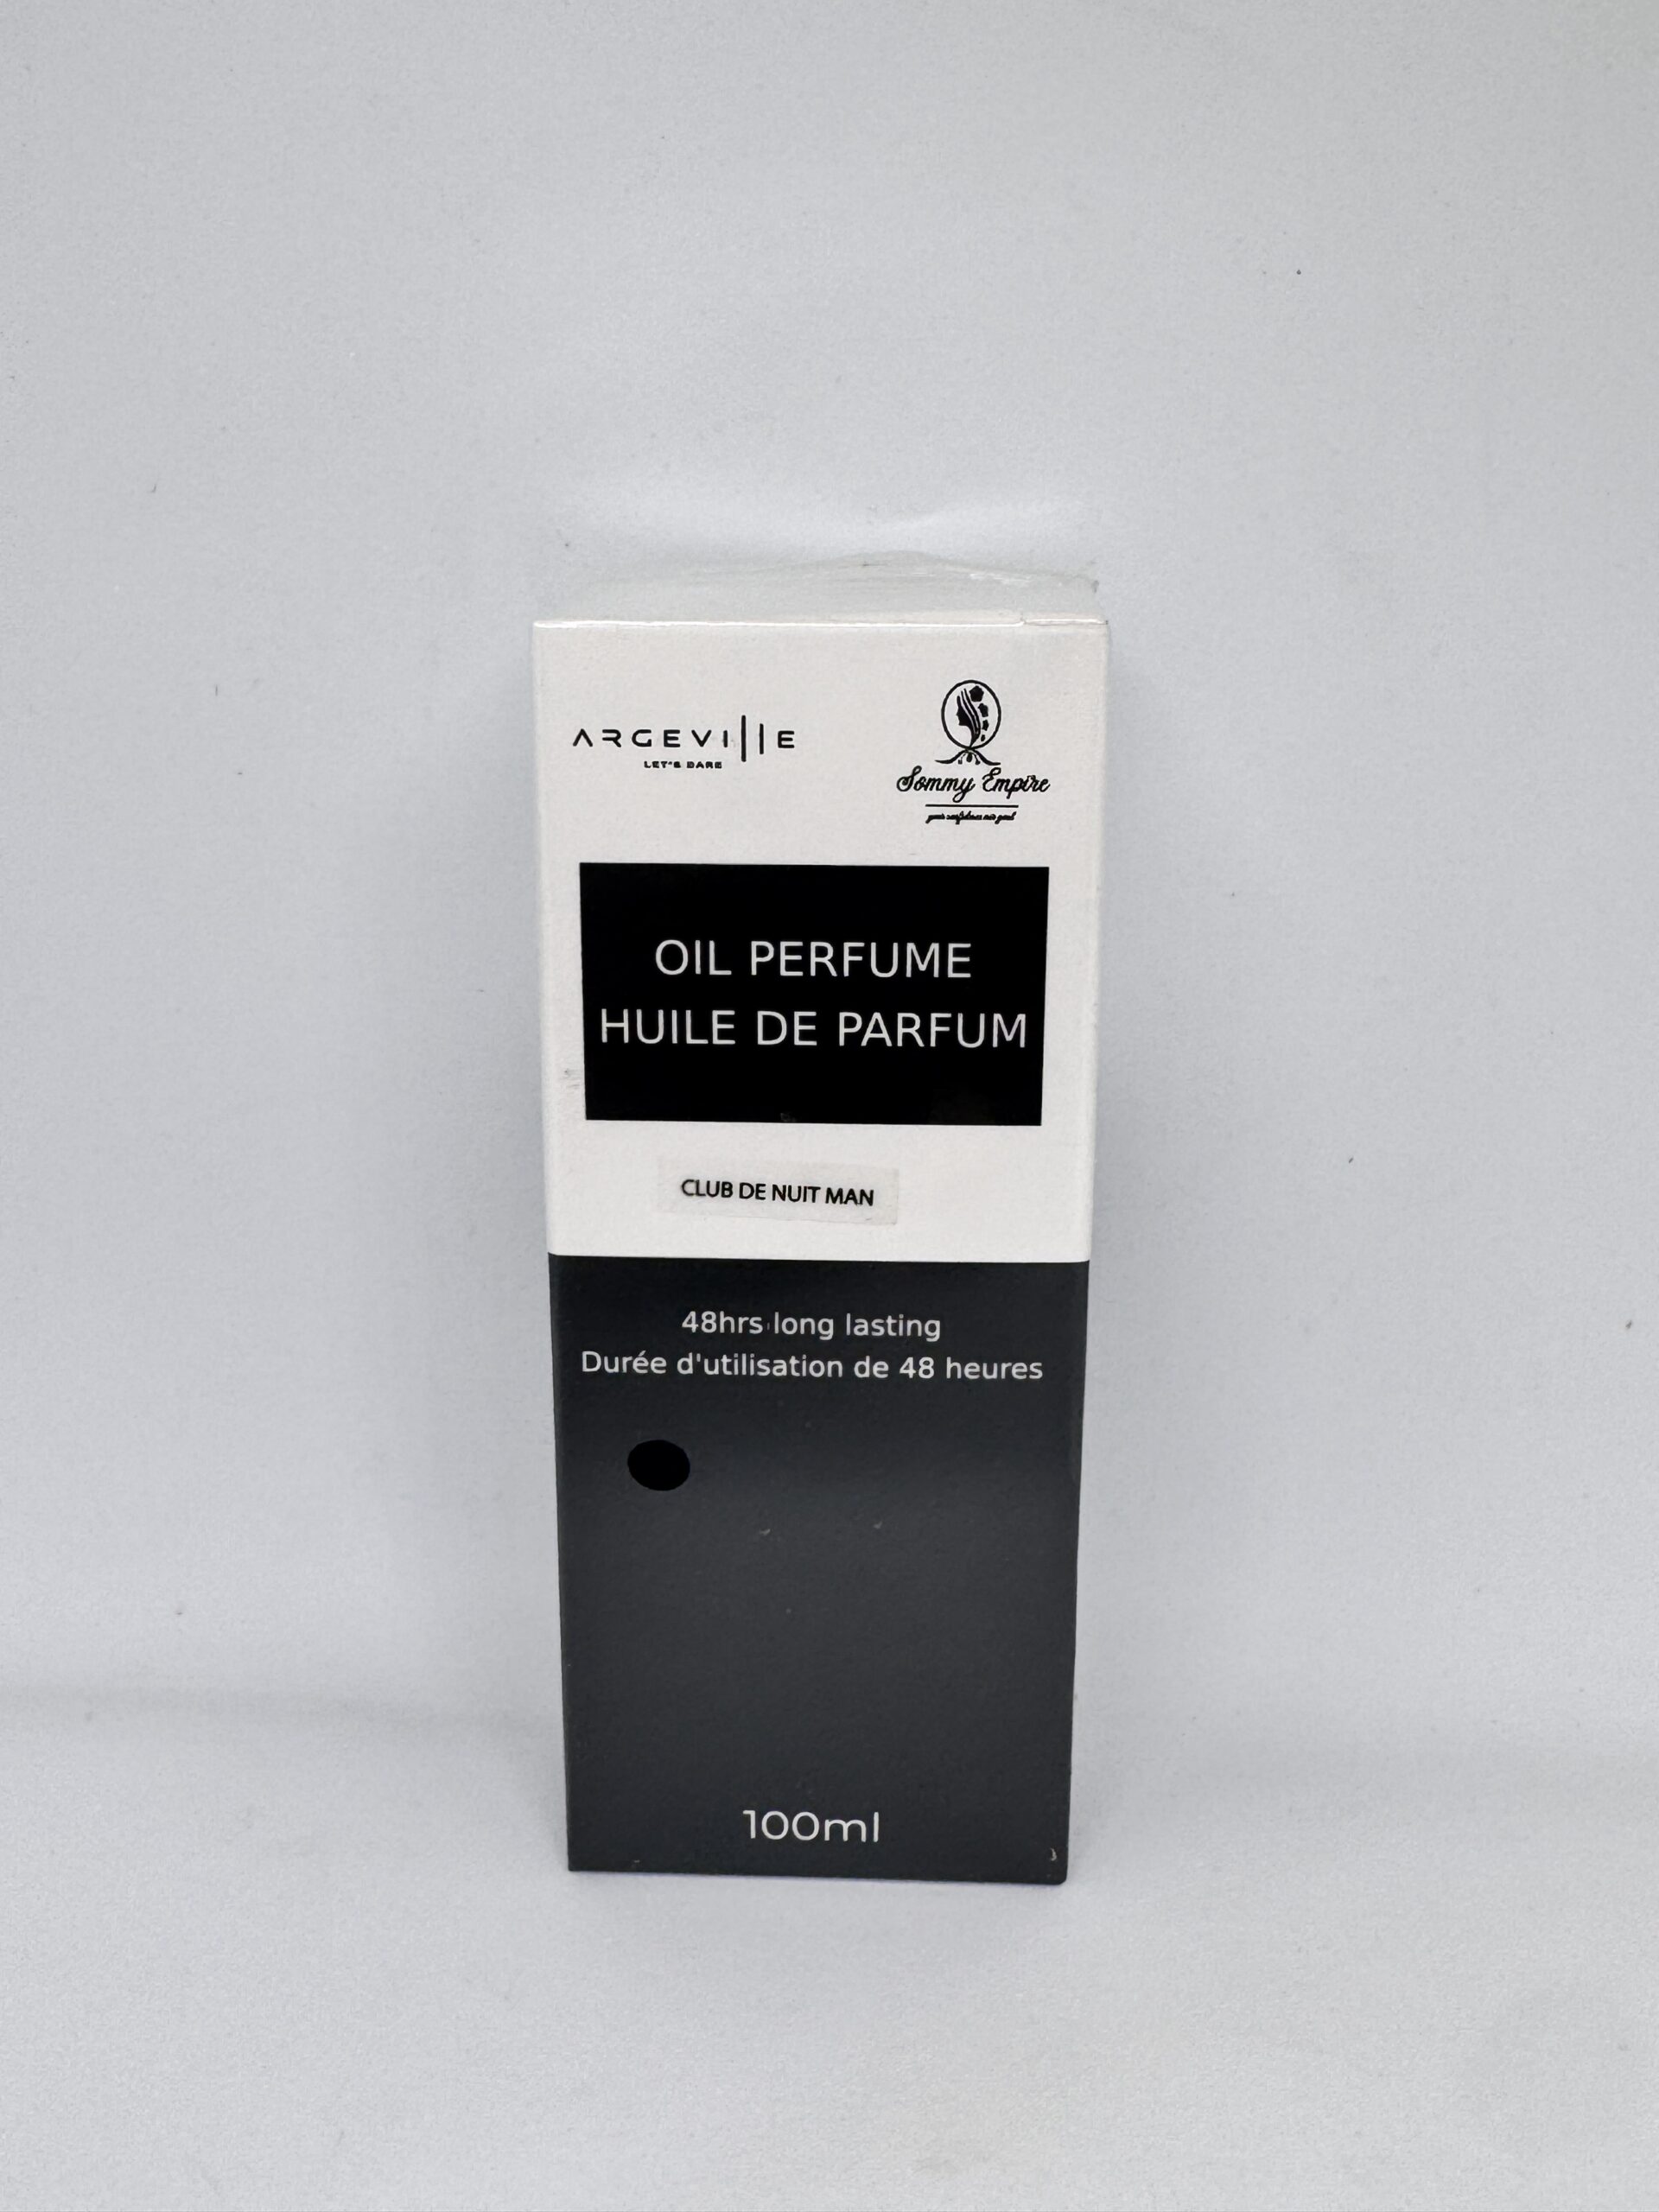 ARGEVILLE
LET'S DARE
Sommy Empire
OIL PERFUME
HUILE DE PARFUM
CLUB DE NUIT MAN
48hrs long lasting
Durée d'utilisation de 48 heures
100ml